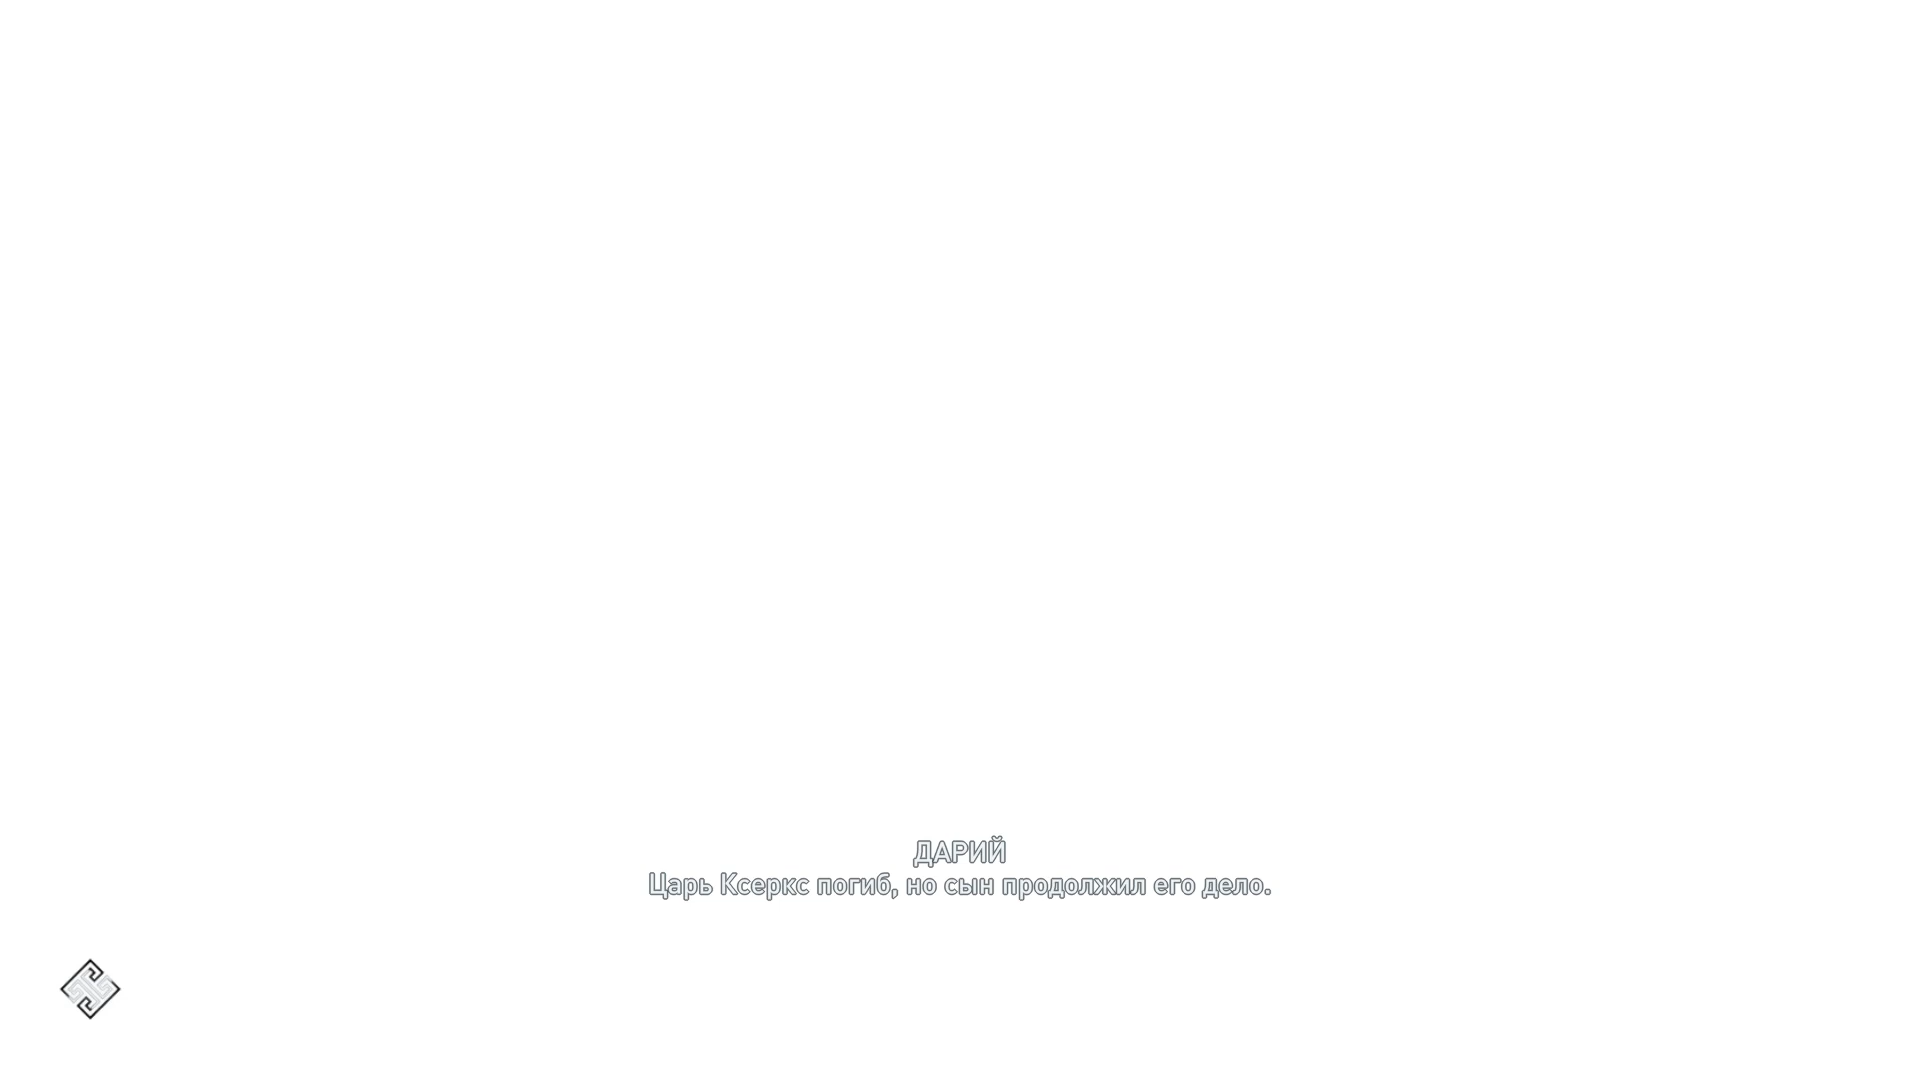 ДАРИЙ
Царь Ксеркс погиб, но сын продолжил его дело.